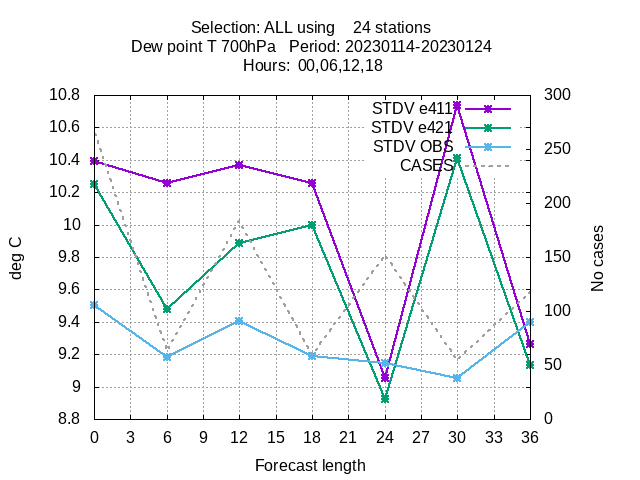 Selection: ALL using 24 stations
Dew point T 700hPa Period: 20230114-20230124
Hours: 00,06,12,18
STDV e411
STDV e421
STDV OBS
CASES
10.8
10.6
10.4
10.2
10
9.8
9.6
9.4
9.2
9
8.8
deg C
300
250
200
150
100
50
0
No cases
0 3 6 9 12 15 18 21 24 27 30 33 36
Forecast length